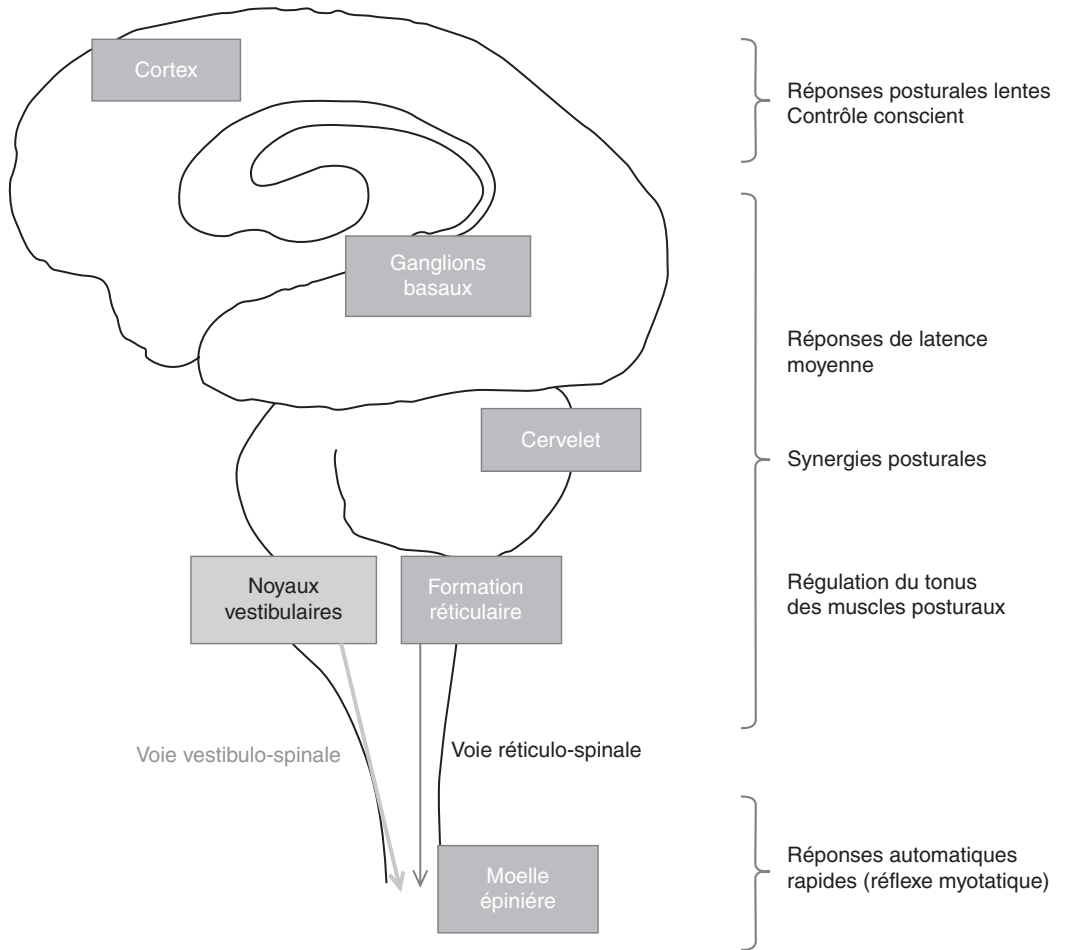 Cortex
Réponses posturales lentes
Contrôle conscient
Ganglions
basaux
Réponses de latence
moyenne
Cervelet
Synergies posturales
Noyaux
vestibulaires
Formation
réticulaire
Régulation du tonus
des muscles posturaux
Voie vestibulo-spinale
Voie réticulo-spinale
Moelle
épiniére
Réponses automatiques
rapides (réflexe myotatique)